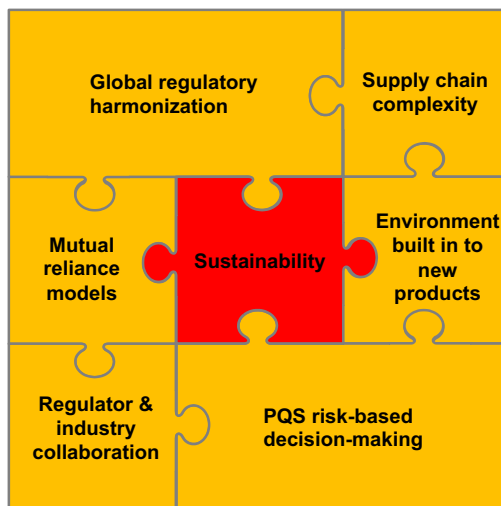 Global regulatory
harmonization
Supply chain
complexity
Mutual
reliance
models
Sustainability
Environment
built in to
new
products
Regulator &
industry
collaboration
PQS risk-based
decision-making